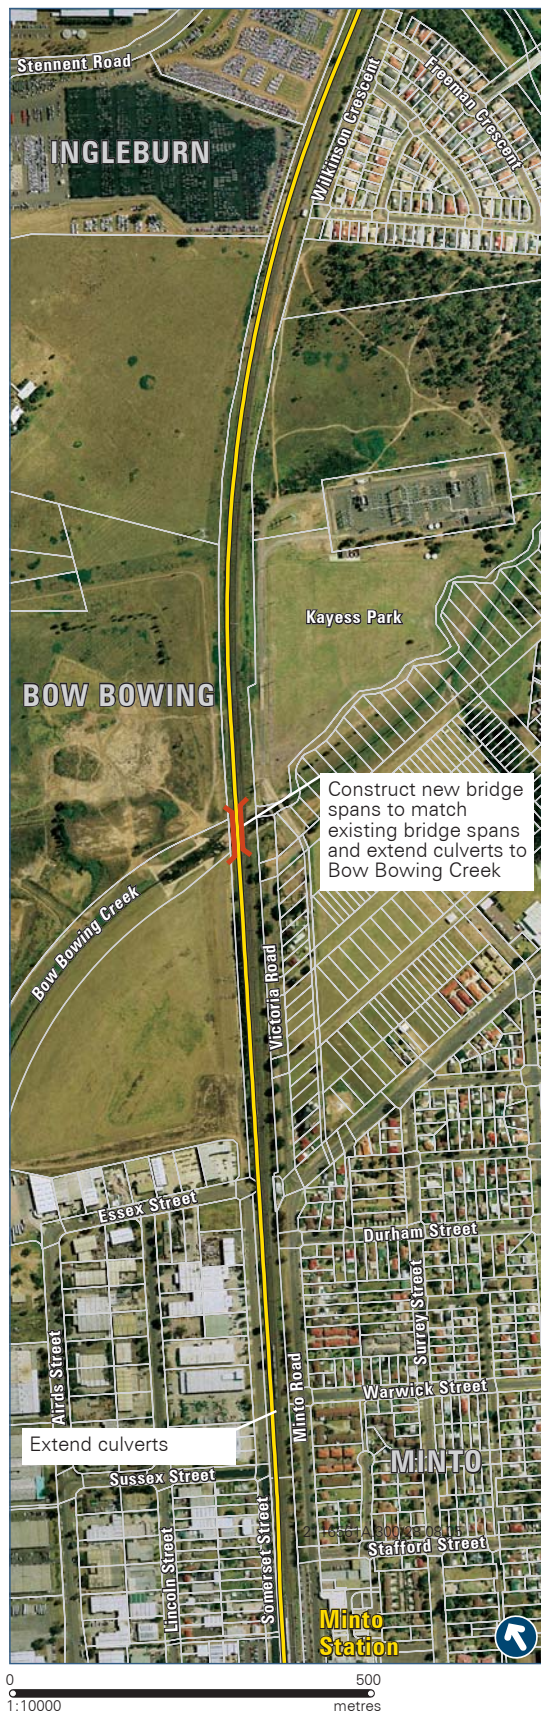 Stennent Road
Wilkinson Crescent
Freeman Crescent
INGLEBURN
Kayess Park
BOW BOWING
Construct new bridge
spans to match
existing bridge spans
and extend culverts to
Bow Bowing Creek
Bow Bowing Creek
Victoria Road
Essex Street
Durham Street
Surrey Street
Airds Street
Minto Road
Warwick Street
Extend culverts
MINTO
Sussex Street
Lincoln Street
Somerset Street
Stafford Street
Minto
Station
0 500
1:10000 metres